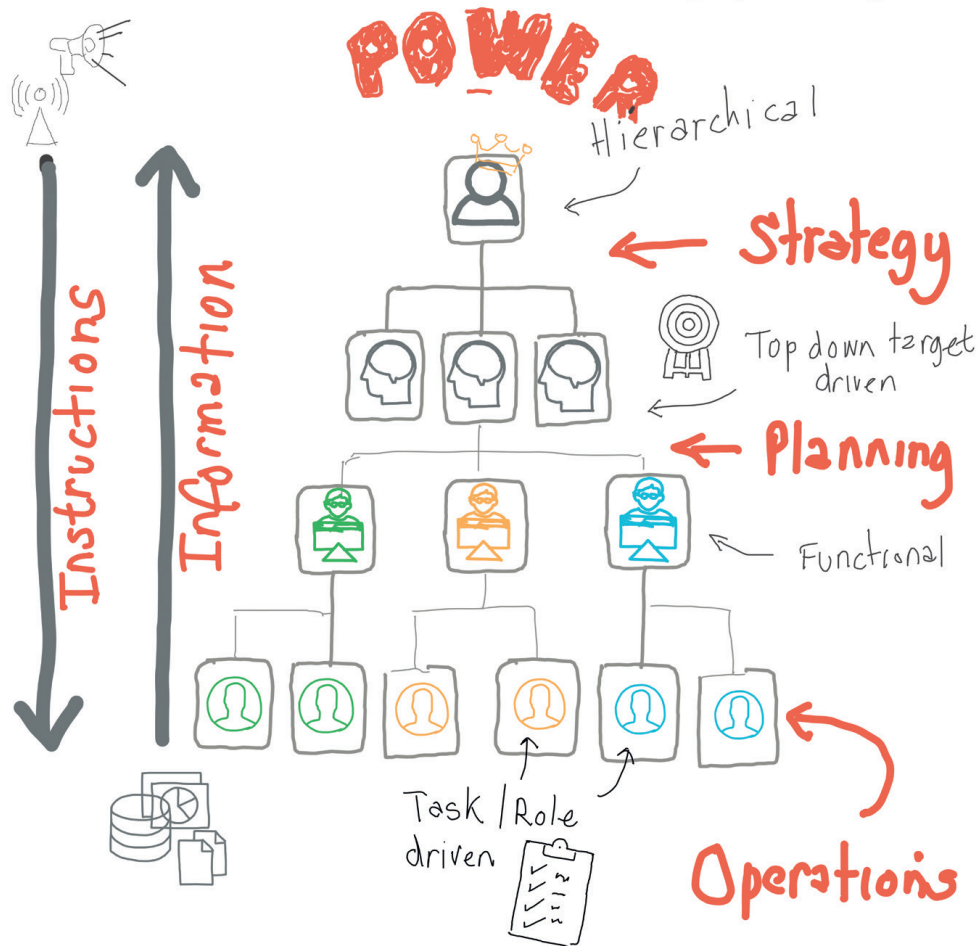 POWER
Hierarchical
Strategy
Instructions
Information
Top down target
driven
Planning
Functional
Task / Role
driven
Operations